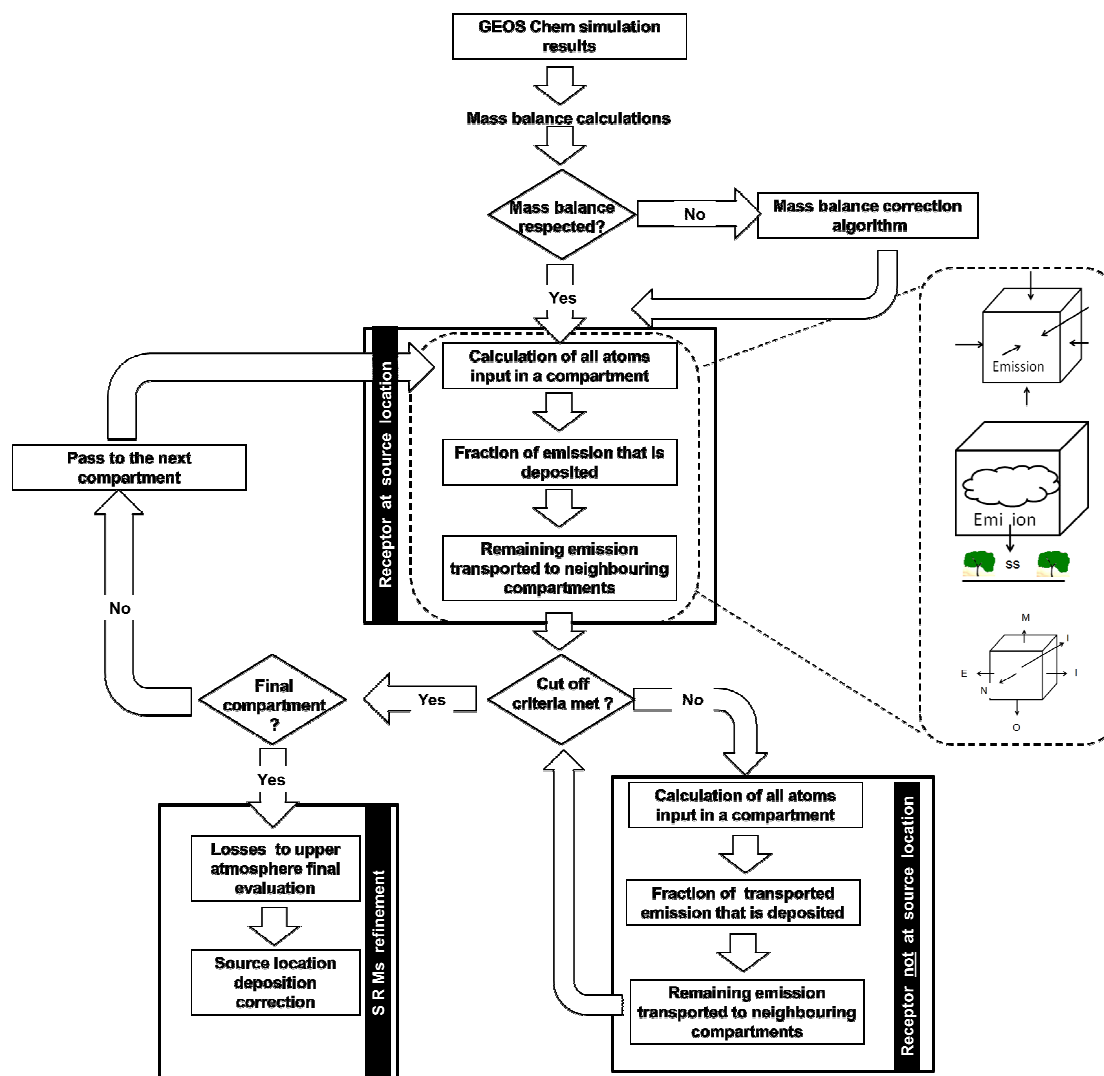 GEOS Chem simulation
results
Mass balance calculations
Mass balance
respected?
No
Mass balance correction
algorithm
Yes
Receptor at source location
Calculation of all atoms
input in a compartment
Fraction of emission that is
deposited
Remaining emission
transported to neighbouring
compartments
Pass to the next
compartment
No
Final
compartment
?
Yes
Cut off
criteria met ?
No
Yes
Losses to upper
atmosphere final
evaluation
Source location
deposition
correction
S R Ms refinement
Calculation of all atoms
input in a compartment
Fraction of transported
emission that is deposited
Remaining emission
transported to neighbouring
compartments
Receptor not at source location
Emission
Emi ion
ss
M
I
E
I
N
O